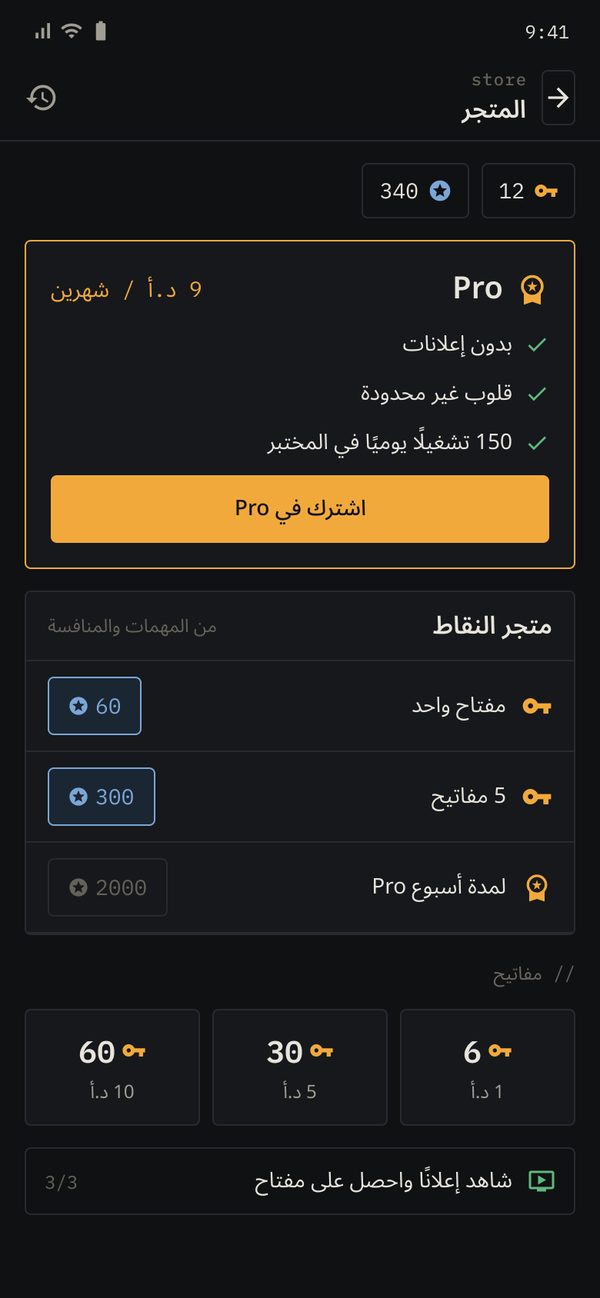 9:41
store
المتجر
12
340
Pro
9 د.أ / شهرين
بدون إعلانات
قلوب غير محدودة
150 تشغيلًا يوميًا في المختبر
اشترك في Pro
متجر النقاط
من المهمات والمنافسة
مفتاح واحد
60
5 مفاتيح
300
Pro لمدة أسبوع
2000
// مفاتيح
6
1 د.أ
30
5 د.أ
60
10 د.أ
شاهد إعلانًا واحصل على مفتاح
3/3